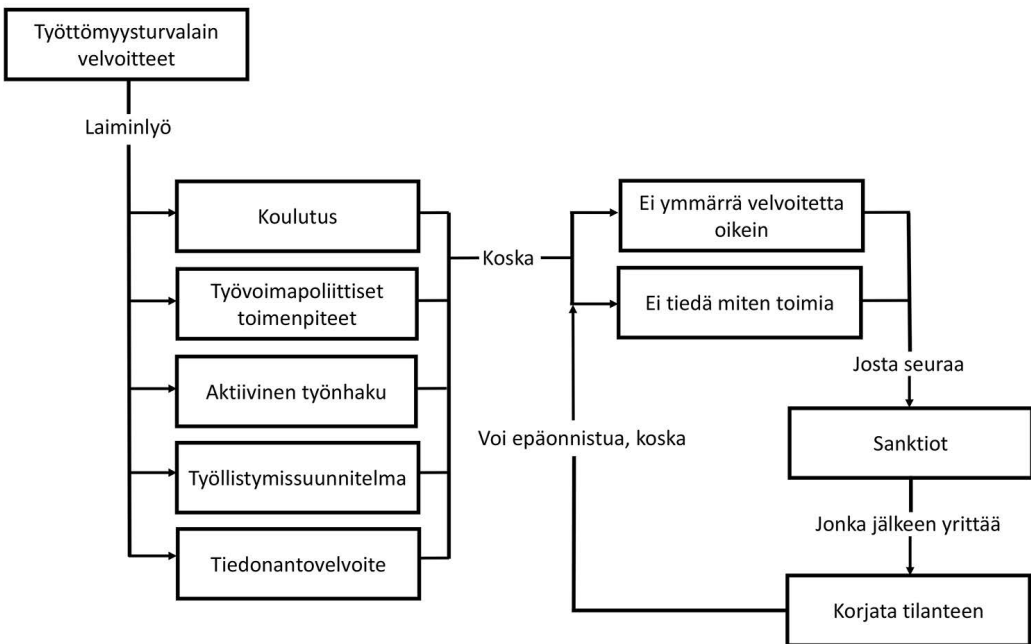 Työttömyysturvalain
velvoitteet
Laiminlyö
Koulutus
Työvoimapoliittiset
toimenpiteet
Aktiivinen työnhaku
Työllistymissuunnitelma
Tiedonantovelvoite
Koska
Ei ymmärrä velvoitetta
oikein
Ei tiedä miten toimia
Josta seuraa
Sanktiot
Jonka jälkeen yrittää
Korjata tilanteen
Voi epäonnistua, koska